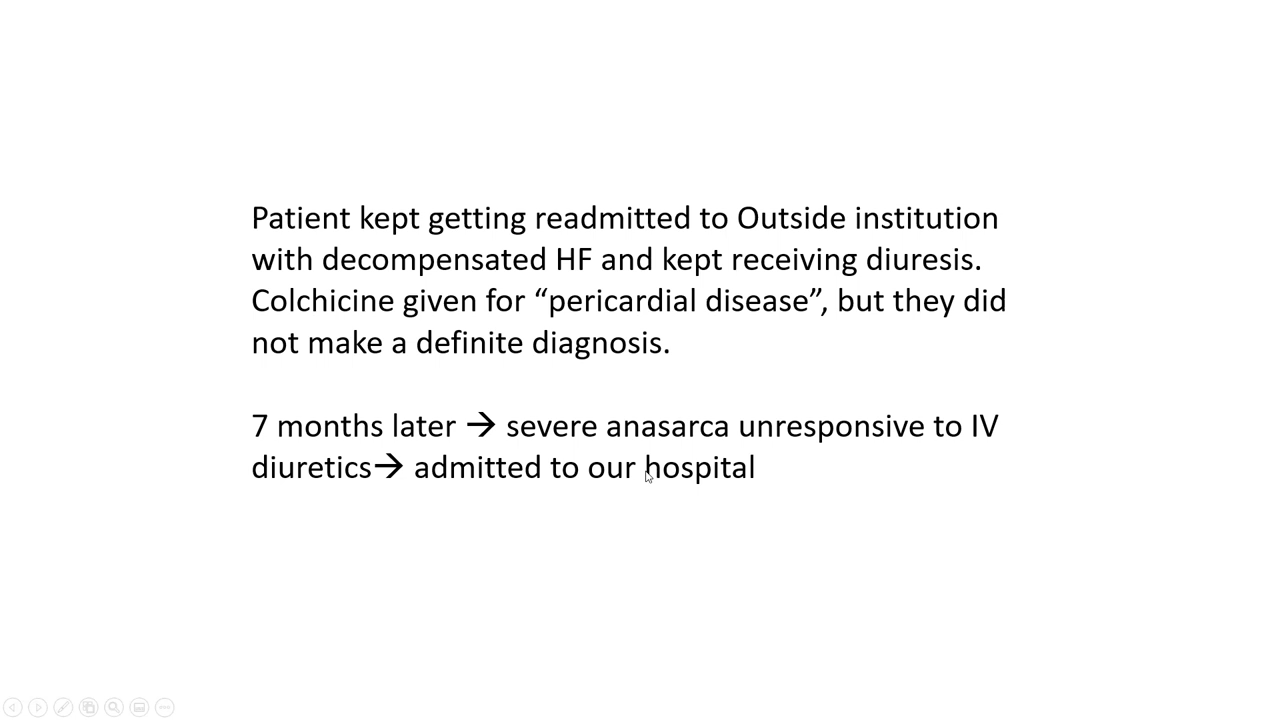 Patient kept getting readmitted to Outside institution
with decompensated HF and kept receiving diuresis.
Colchicine given for “pericardial disease”, but they did
not make a definite diagnosis.
7 months later → severe anasarca unresponsive to IV
diuretics→ admitted to our hospital